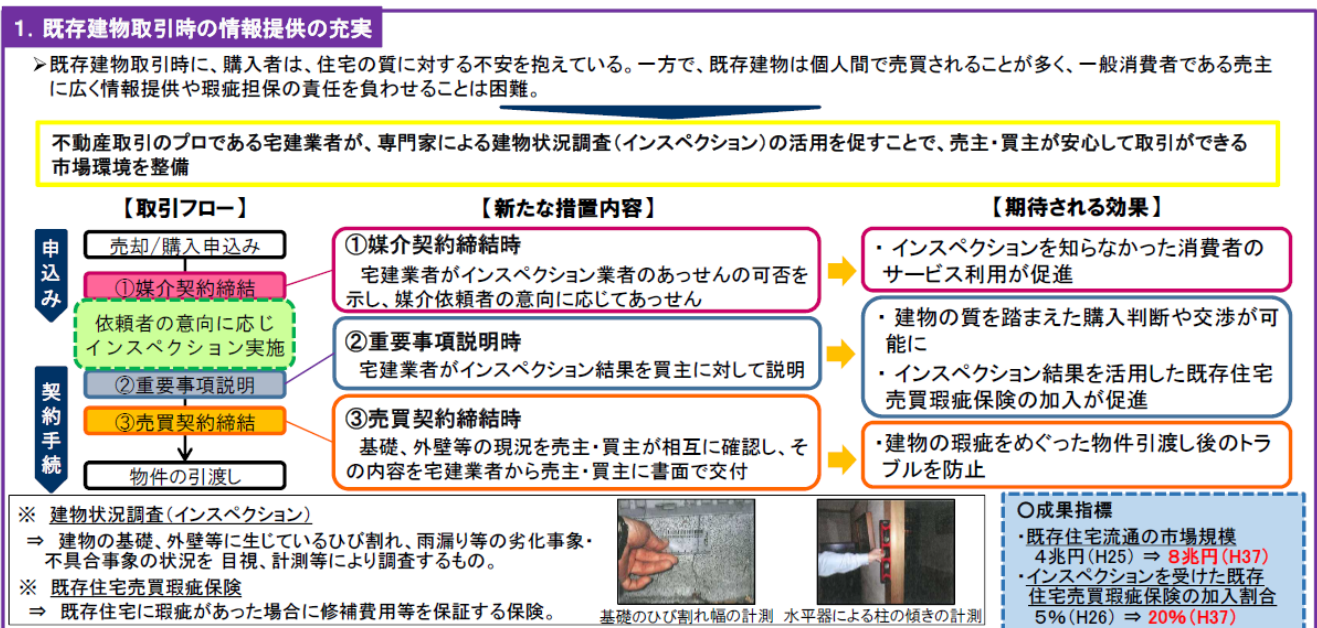 1. 既存建物取引時の情報提供の充実
➢既存建物取引時に、購入者は、住宅の質に対する不安を抱えている。一方で、既存建物は個人間で売買されることが多く、一般消費者である売主
に広く情報提供や瑕疵担保の責任を負わせることは困難。
不動産取引のプロである宅建業者が、専門家による建物状況調査(インスペクション)の活用を促すことで、売主・買主が安心して取引ができる
市場環境を整備
【取引フロー】
申込み
売却/購入申込み
①媒介契約締結
依頼者の意向に応じ
インスペクション実施
契約手続
②重要事項説明
③売買契約締結
物件の引渡し
【新たな措置内容】
①媒介契約締結時
宅建業者がインスペクション業者のあっせんの可否を
示し、媒介依頼者の意向に応じてあっせん
②重要事項説明時
宅建業者がインスペクション結果を買主に対して説明
③売買契約締結時
基礎、外壁等の現況を売主・買主が相互に確認し、そ
の内容を宅建業者から売主・買主に書面で交付
【期待される効果】
・インスペクションを知らなかった消費者の
サービス利用が促進
・建物の質を踏まえた購入判断や交渉が可
能に
・インスペクション結果を活用した既存住宅
売買瑕疵保険の加入が促進
・建物の瑕疵をめぐった物件引渡し後のトラ
ブルを防止
※ 建物状況調査(インスペクション)
⇒ 建物の基礎、外壁等に生じているひび割れ、雨漏り等の劣化事象・
不具合事象の状況を 目視、計測等により調査するもの。
※ 既存住宅売買瑕疵保険
⇒ 既存住宅に瑕疵があった場合に修補費用等を保証する保険。
基礎のひび割れ幅の計測
水平器による柱の傾きの計測
〇成果指標
・既存住宅流通の市場規模
4兆円(H25) ⇒ 8兆円(H37)
・インスペクションを受けた既存
住宅売買瑕疵保険の加入割合
5%(H26) ⇒ 20%(H37)